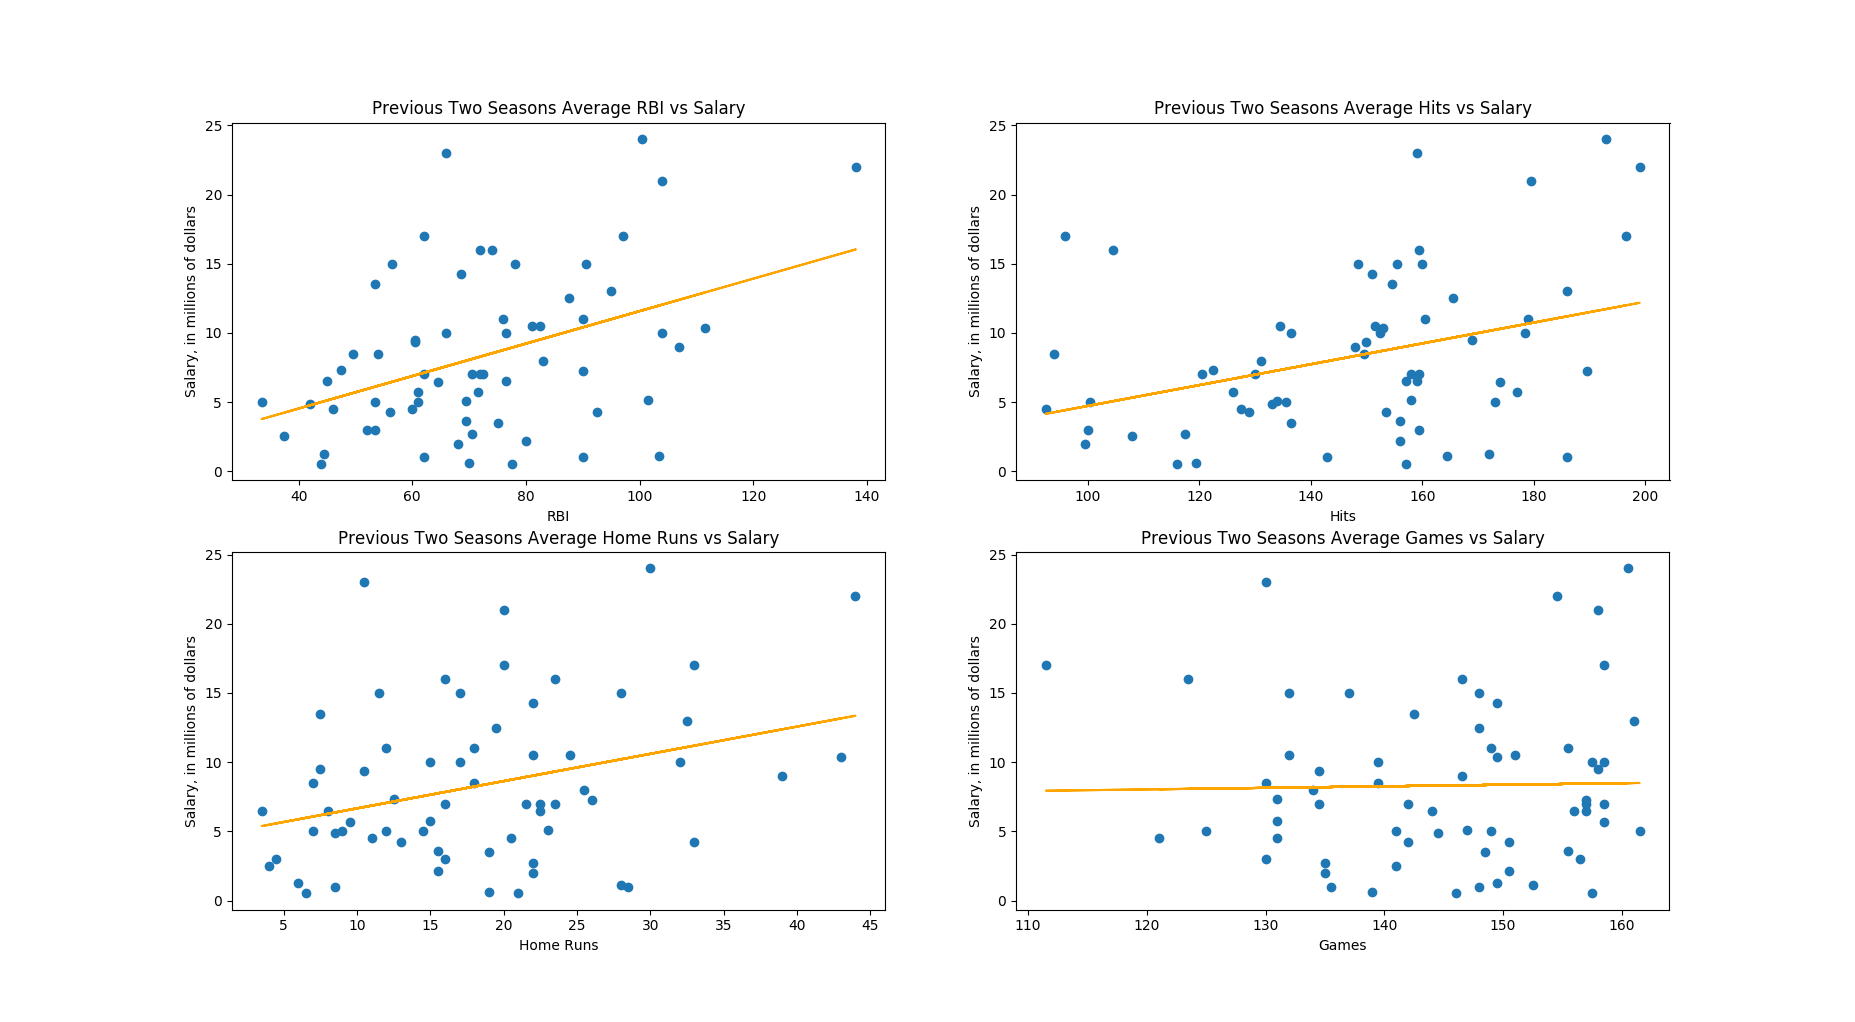 Previous Two Seasons Average RBI vs Salary
25
20
15
10
5
0
Salary, in millions of dollars
40 60 80 100 120 140
RBI
Previous Two Seasons Average Hits vs Salary
25
20
15
10
5
0
Salary, in millions of dollars
100 120 140 160 180 200
Hits
Previous Two Seasons Average Home Runs vs Salary
25
20
15
10
5
0
Salary, in millions of dollars
5 10 15 20 25 30 35 40 45
Home Runs
Previous Two Seasons Average Games vs Salary
25
20
15
10
5
0
Salary, in millions of dollars
110 120 130 140 150 160
Games